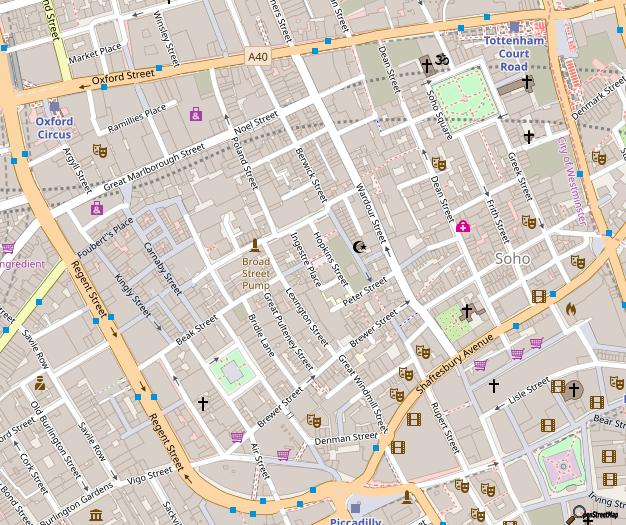 Market Place
Winsley Street
Oxford Street
A40
Dean Street
Tottenham
Court
Road
Oxford
Circus
Ramillies Place
Noel Street
Soho Square
Denmark Street
Argyll Street
Great Marlborough Street
Poland Street
Berwick Street
Wardour Street
Dean Street
Frith Street
Greek Street
City of Westminster
Foubert's Place
Carnaby Street
Kingly Street
Regent Street
Broad
Street
Pump
Ingestre Place
Hopkins Street
Peter Street
Soho
Savile Row
Beak Street
Bridle Lane
Great Pulteney Street
Lexington Street
Brewer Street
Great Windmill Street
Shaftesbury Avenue
Rupert Street
Lisle Street
Old Burlington Street
Savile Row
Cork Street
Regent Street
Brewer Street
Air Street
Denman Street
Vigo Street
Burlington Gardens
Bear Str
Irving Str
Piccadilly
OpenStreetMap